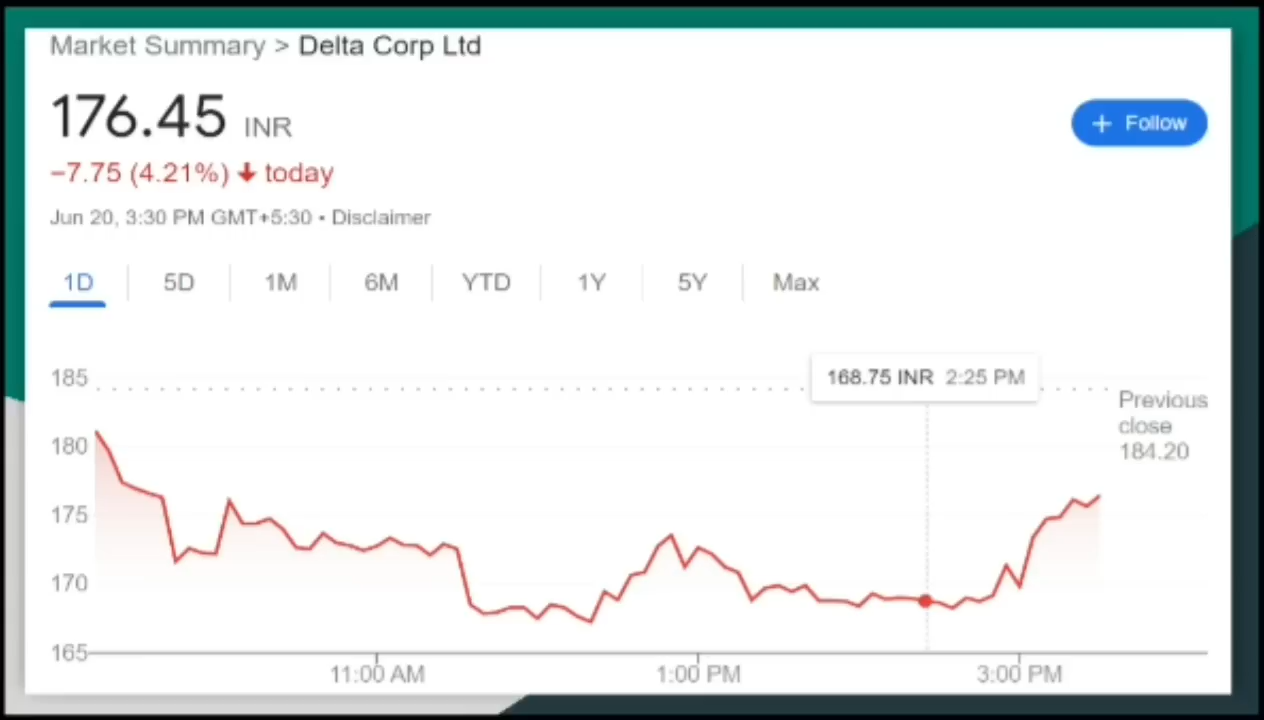 Market Summary > Delta Corp Ltd
176.45 INR
+ Follow
−7.75 (4.21%) ↓ today
Jun 20, 3:30 PM GMT+5:30 • Disclaimer
1D 5D 1M 6M YTD 1Y 5Y Max
168.75 INR 2:25 PM
185
Previous
close
184.20
180
175
170
165
11:00 AM 1:00 PM 3:00 PM